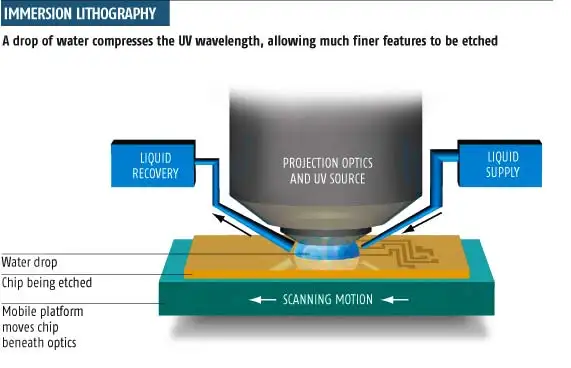 IMMERSION LITHOGRAPHY
A drop of water compresses the UV wavelength, allowing much finer features to be etched
LIQUID
RECOVERY
PROJECTION OPTICS
AND UV SOURCE
LIQUID
SUPPLY
Water drop
Chip being etched
Mobile platform
moves chip
beneath optics
SCANNING MOTION